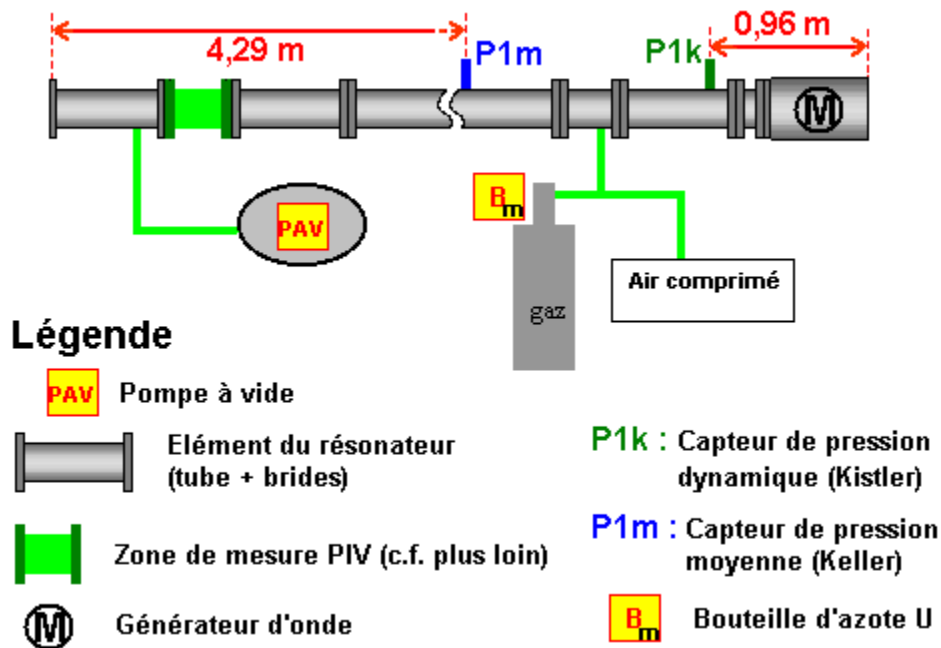 4,29 m
0,96 m
P1m
P1k
M
PAV
Bm
gaz
Air comprimé
Légende
PAV
Pompe à vide
Elément du résonateur
(tube + brides)
Zone de mesure PIV (c.f. plus loin)
M
Générateur d'onde
P1k : Capteur de pression
dynamique (Kistler)
P1m : Capteur de pression
moyenne (Keller)
Bm
Bouteille d'azote U